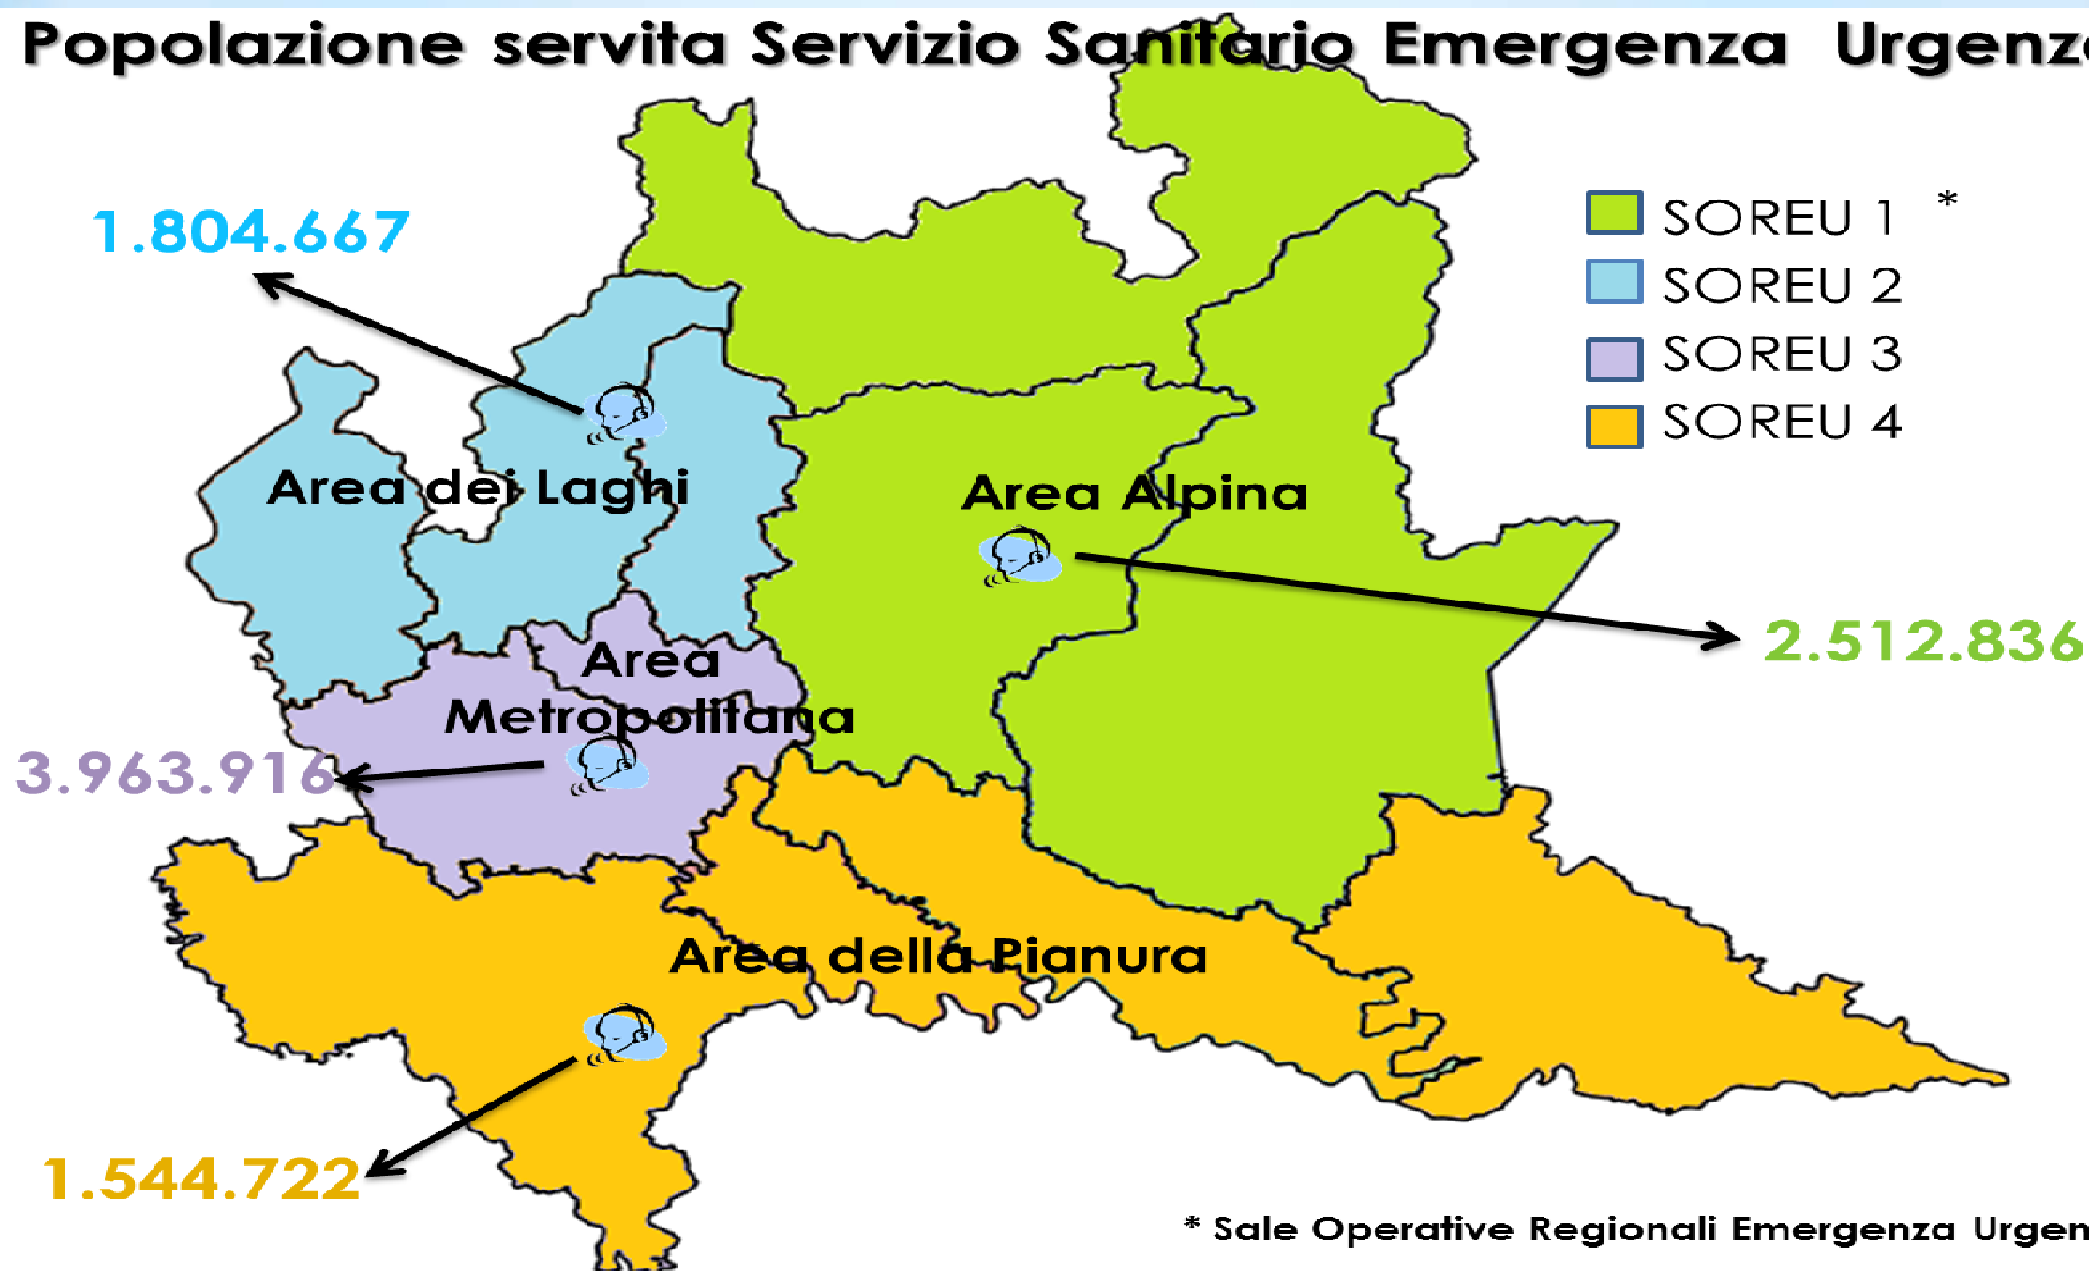 Popolazione servita Servizio Sanitario Emergenza Urgenza
1.804.667
SOREU 1 *
SOREU 2
SOREU 3
SOREU 4
Area dei Laghi
Area Alpina
2.512.836
Area
Metropolitana
3.963.916
Area della Pianura
1.544.722
* Sale Operative Regionali Emergenza Urgen